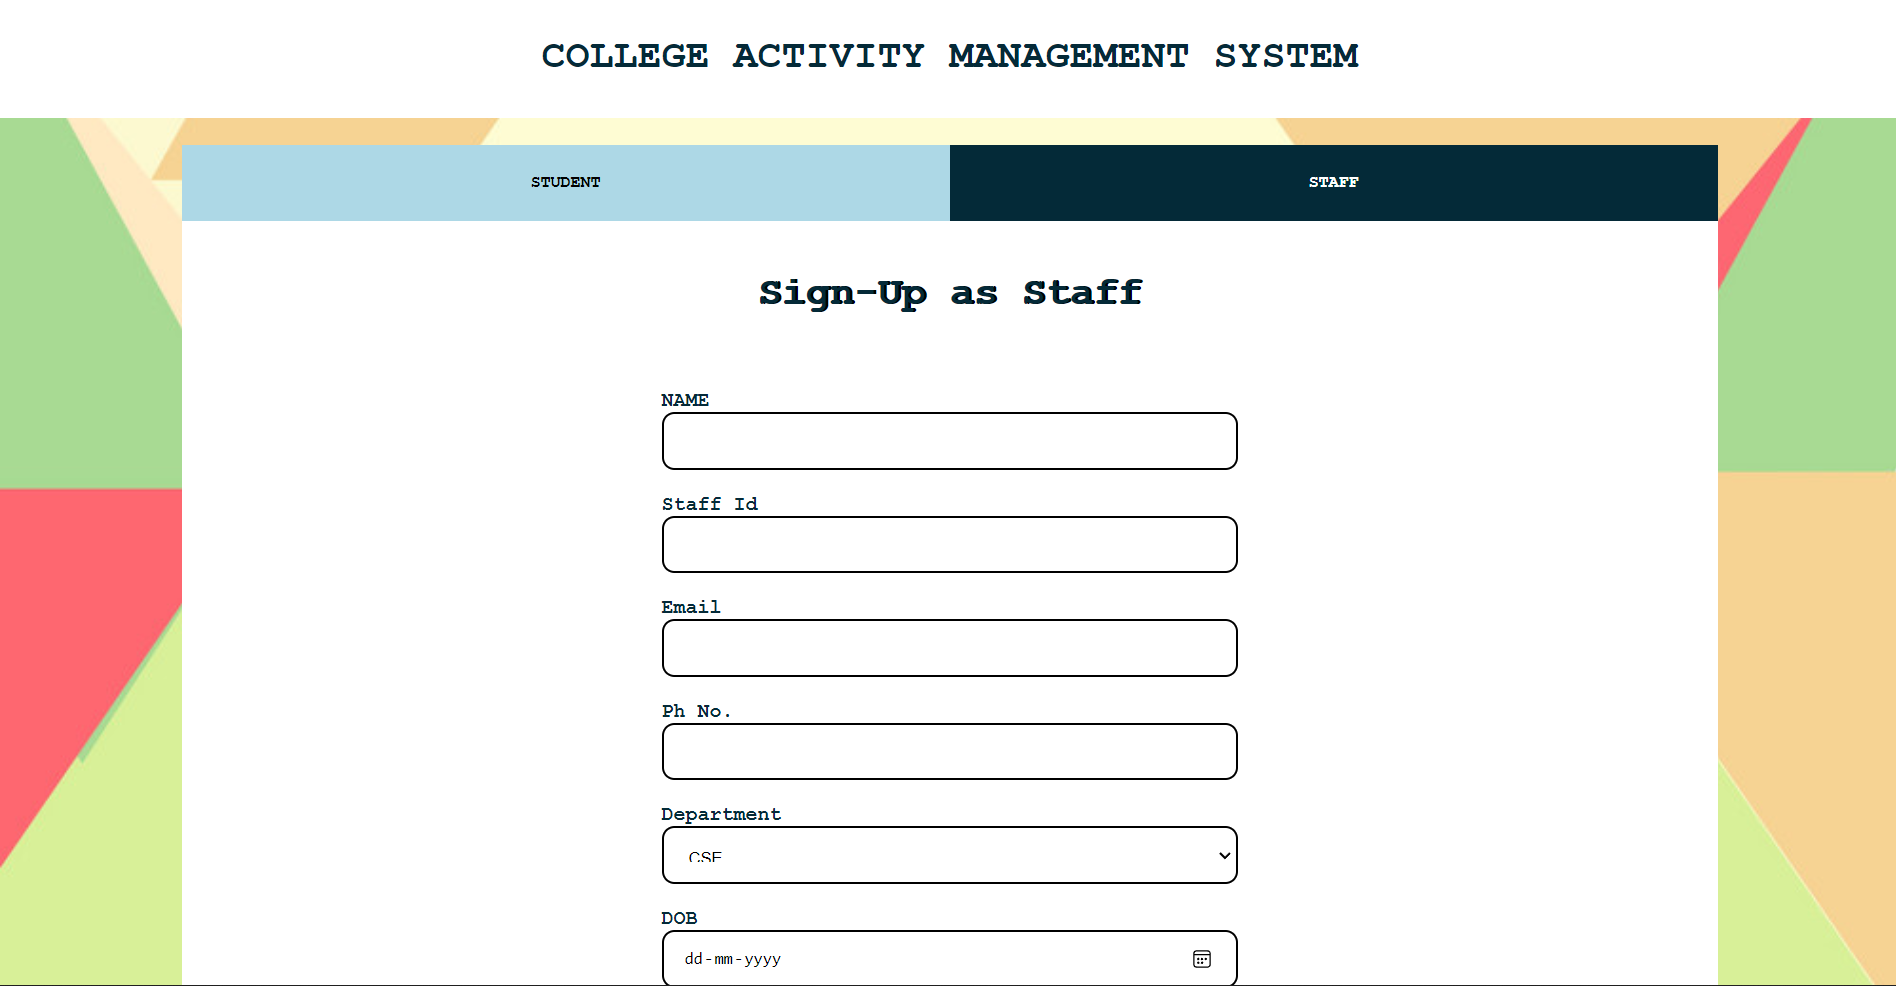 COLLEGE ACTIVITY MANAGEMENT SYSTEM
STUDENT
STAFF
Sign-Up as Staff
NAME
Staff Id
Email
Ph No.
Department
CSE
DOB
dd-mm-yyyy